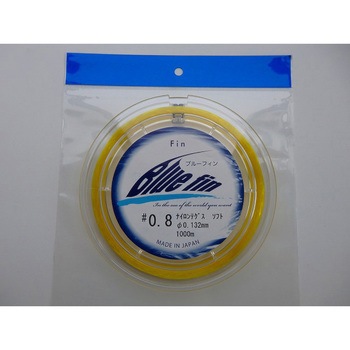 Fin
ブルーフィン
Blue fin
In the sea of the world you want
#0.8 ナイロンテグス ソフト
φ0.132mm
1000m
MADE IN JAPAN